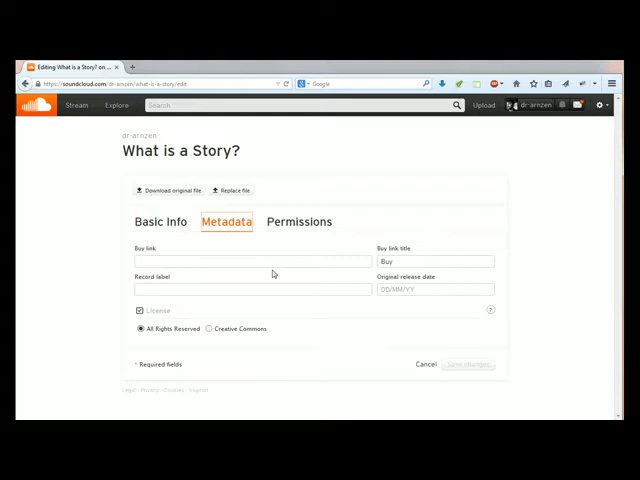 Editing What is a Story? on ...
https://soundcloud.com/dr-arnzen/what-is-a-story/edit
Google
Stream
Explore
Search
Upload
dr-arnzen
dr-arnzen
What is a Story?
Download original file
Replace file
Basic Info
Metadata
Permissions
Buy link
Buy link title
Buy
Record label
Original release date
DD/MM/YY
License
?
All Rights Reserved
Creative Commons
* Required fields
Cancel
Save changes
Legal · Privacy · Cookies · Imprint